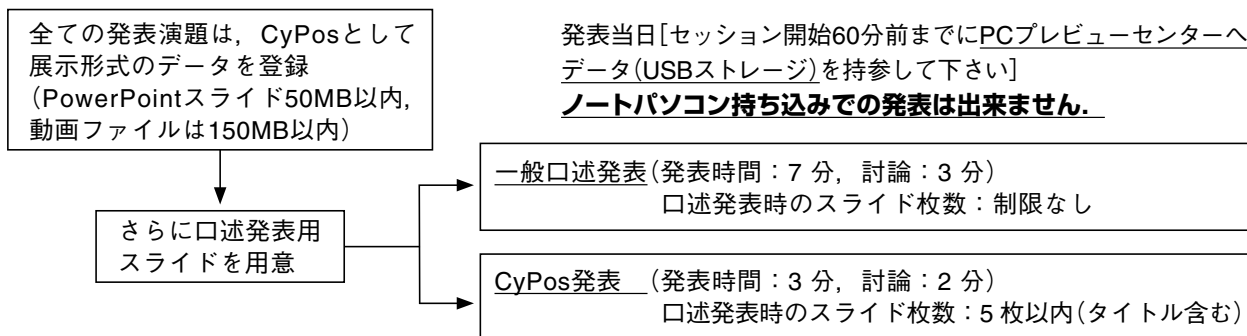 全ての発表演題は，CyPosとして
展示形式のデータを登録
（PowerPointスライド50MB以内，
動画ファイルは150MB以内）
発表当日[セッション開始60分前までにPCプレビューセンターへ
データ（USBストレージ）を持参して下さい]
ノートパソコン持ち込みでの発表は出来ません．
さらに口述発表用
スライドを用意
一般口述発表（発表時間：7 分，討論：3 分）
口述発表時のスライド枚数：制限なし
CyPos発表　（発表時間：3 分，討論：2 分）
口述発表時のスライド枚数：5 枚以内（タイトル含む）